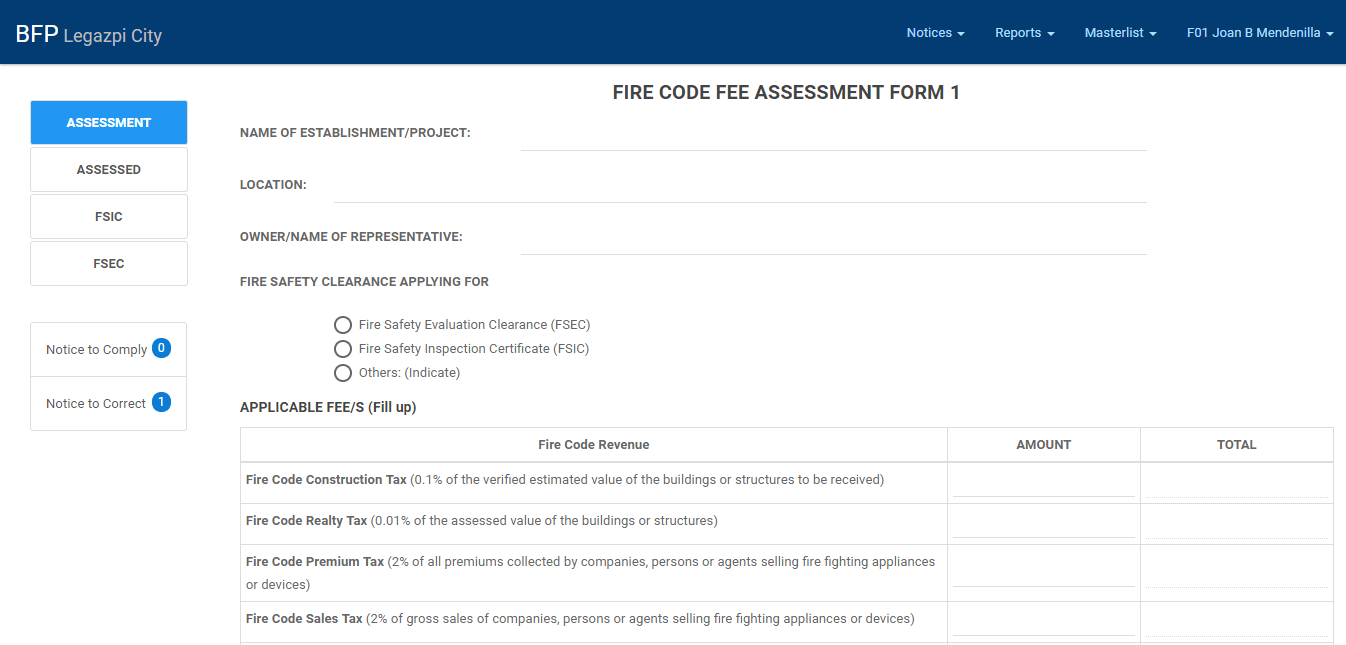 BFP Legazpi City
Notices
Reports
Masterlist
F01 Joan B Mendenilla
ASSESSMENT
ASSESSED
FSIC
FSEC
Notice to Comply 0
Notice to Correct 1
FIRE CODE FEE ASSESSMENT FORM 1
NAME OF ESTABLISHMENT/PROJECT:
LOCATION:
OWNER/NAME OF REPRESENTATIVE:
FIRE SAFETY CLEARANCE APPLYING FOR
Fire Safety Evaluation Clearance (FSEC)
Fire Safety Inspection Certificate (FSIC)
Others: (Indicate)
APPLICABLE FEE/S (Fill up)
Fire Code Revenue AMOUNT TOTAL
Fire Code Construction Tax (0.1% of the verified estimated value of the buildings or structures to be received)
Fire Code Realty Tax (0.01% of the assessed value of the buildings or structures)
Fire Code Premium Tax (2% of all premiums collected by companies, persons or agents selling fire fighting appliances
or devices)
Fire Code Sales Tax (2% of gross sales of companies, persons or agents selling fire fighting appliances or devices)